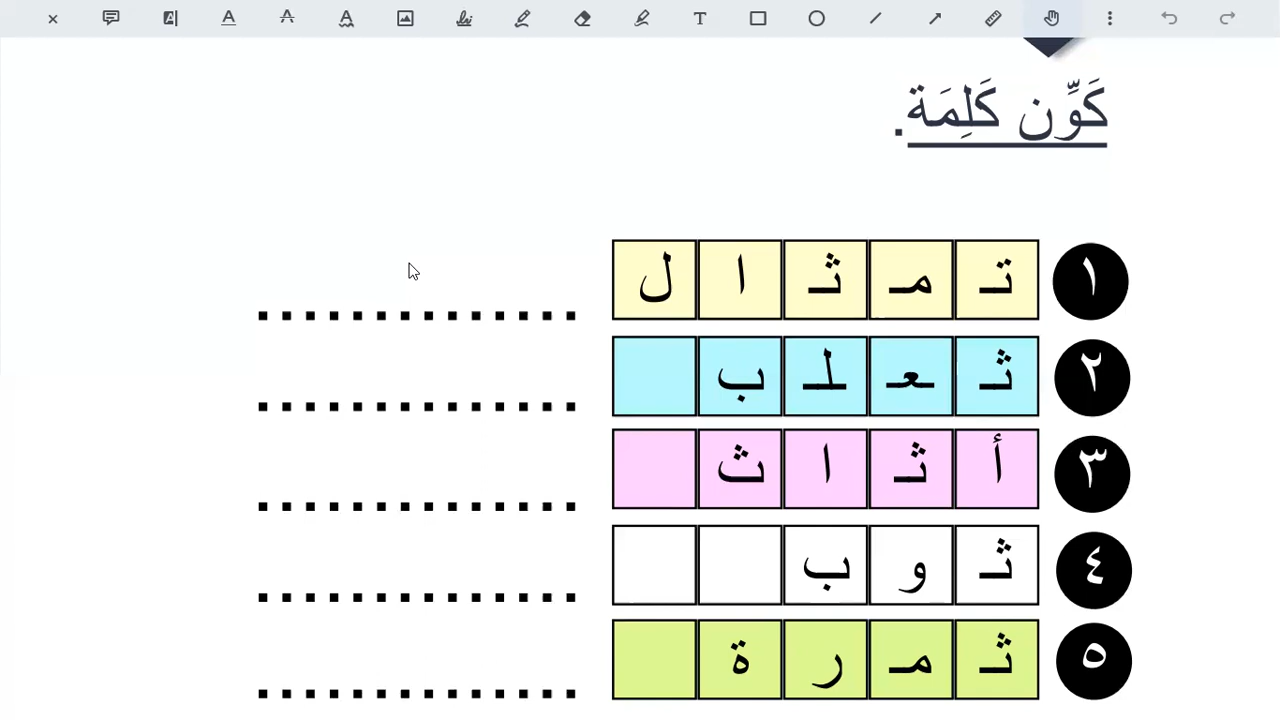 كَوِّن كَلِمَة.
١ تـ مـ ثـ ا ل
٢ ثـ ـعـ ـلـ ب
٣ أ ثـ ا ث
٤ ثـ و ب
٥ ثـ مـ ر ة